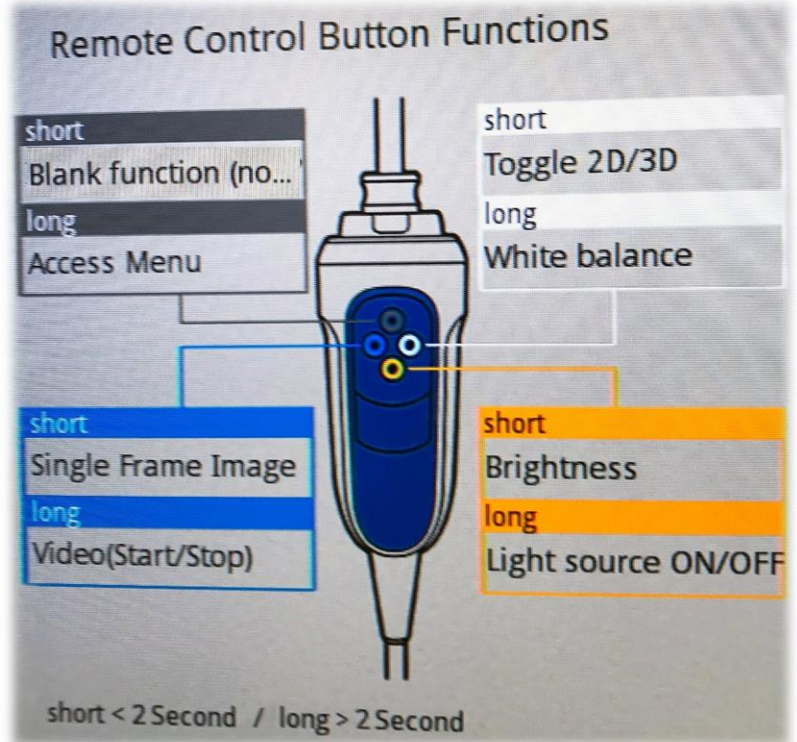 Remote Control Button Functions
short
Blank function (no...
long
Access Menu
short
Toggle 2D/3D
long
White balance
short
Single Frame Image
long
Video(Start/Stop)
short
Brightness
long
Light source ON/OFF
short < 2 Second / long > 2 Second